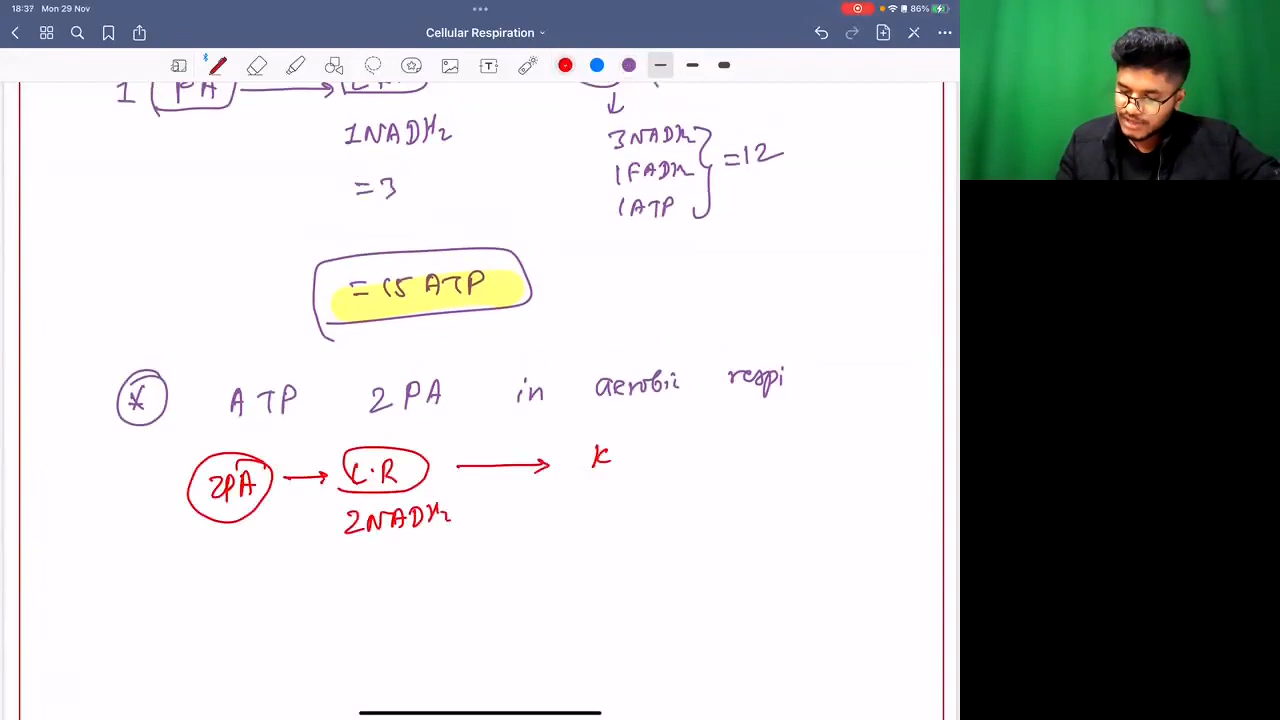 18:37 Mon 29 Nov
86%
Cellular Respiration
1 PA →
1NADH2
= 3
3NADH2
1FADH2
1ATP
=12
= 15 ATP
* ATP 2PA in aerobic respi
2PA → L.R → K
2NADH2